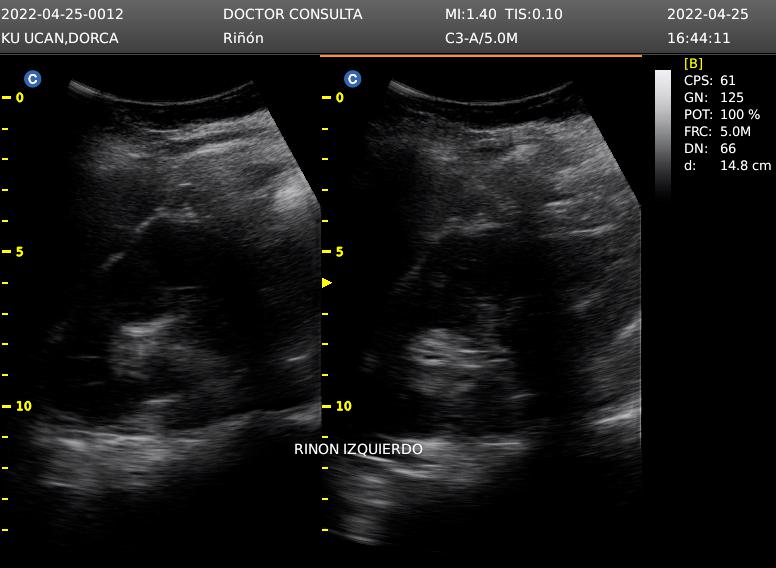 2022-04-25-0012 DOCTOR CONSULTA MI:1.40 TIS:0.10 2022-04-25
KU UCAN,DORCA Riñón C3-A/5.0M 16:44:11
[B]
CPS: 61
GN: 125
POT: 100 %
FRC: 5.0M
DN: 66
d: 14.8 cm
C C
0 0
5 5
10 10
RINON IZQUIERDO